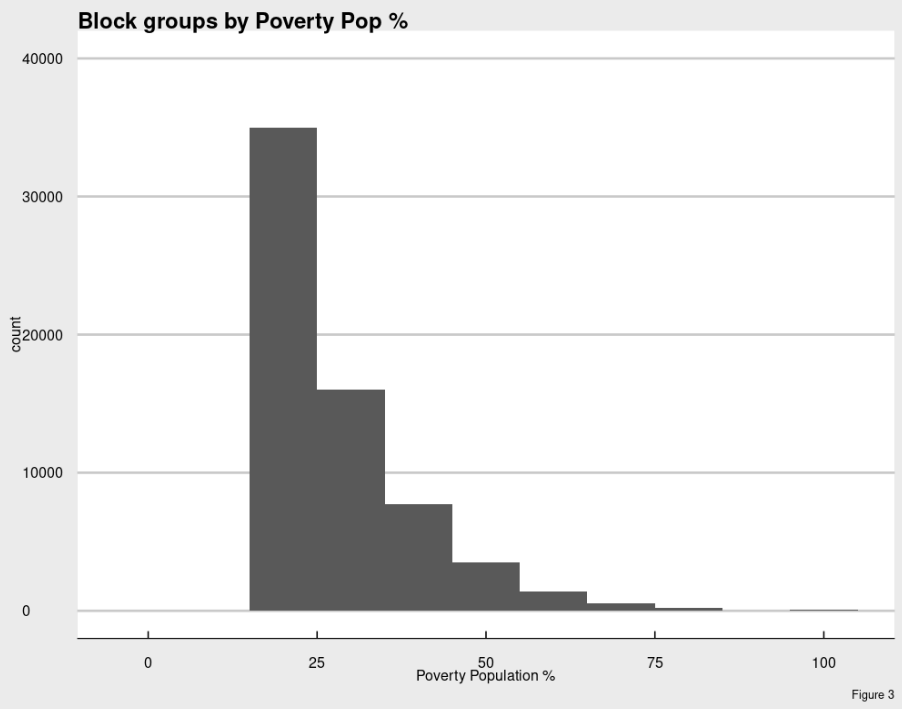 Block groups by Poverty Pop %
40000
30000
20000
10000
0
count
0 25 50 75 100
Poverty Population %
Figure 3